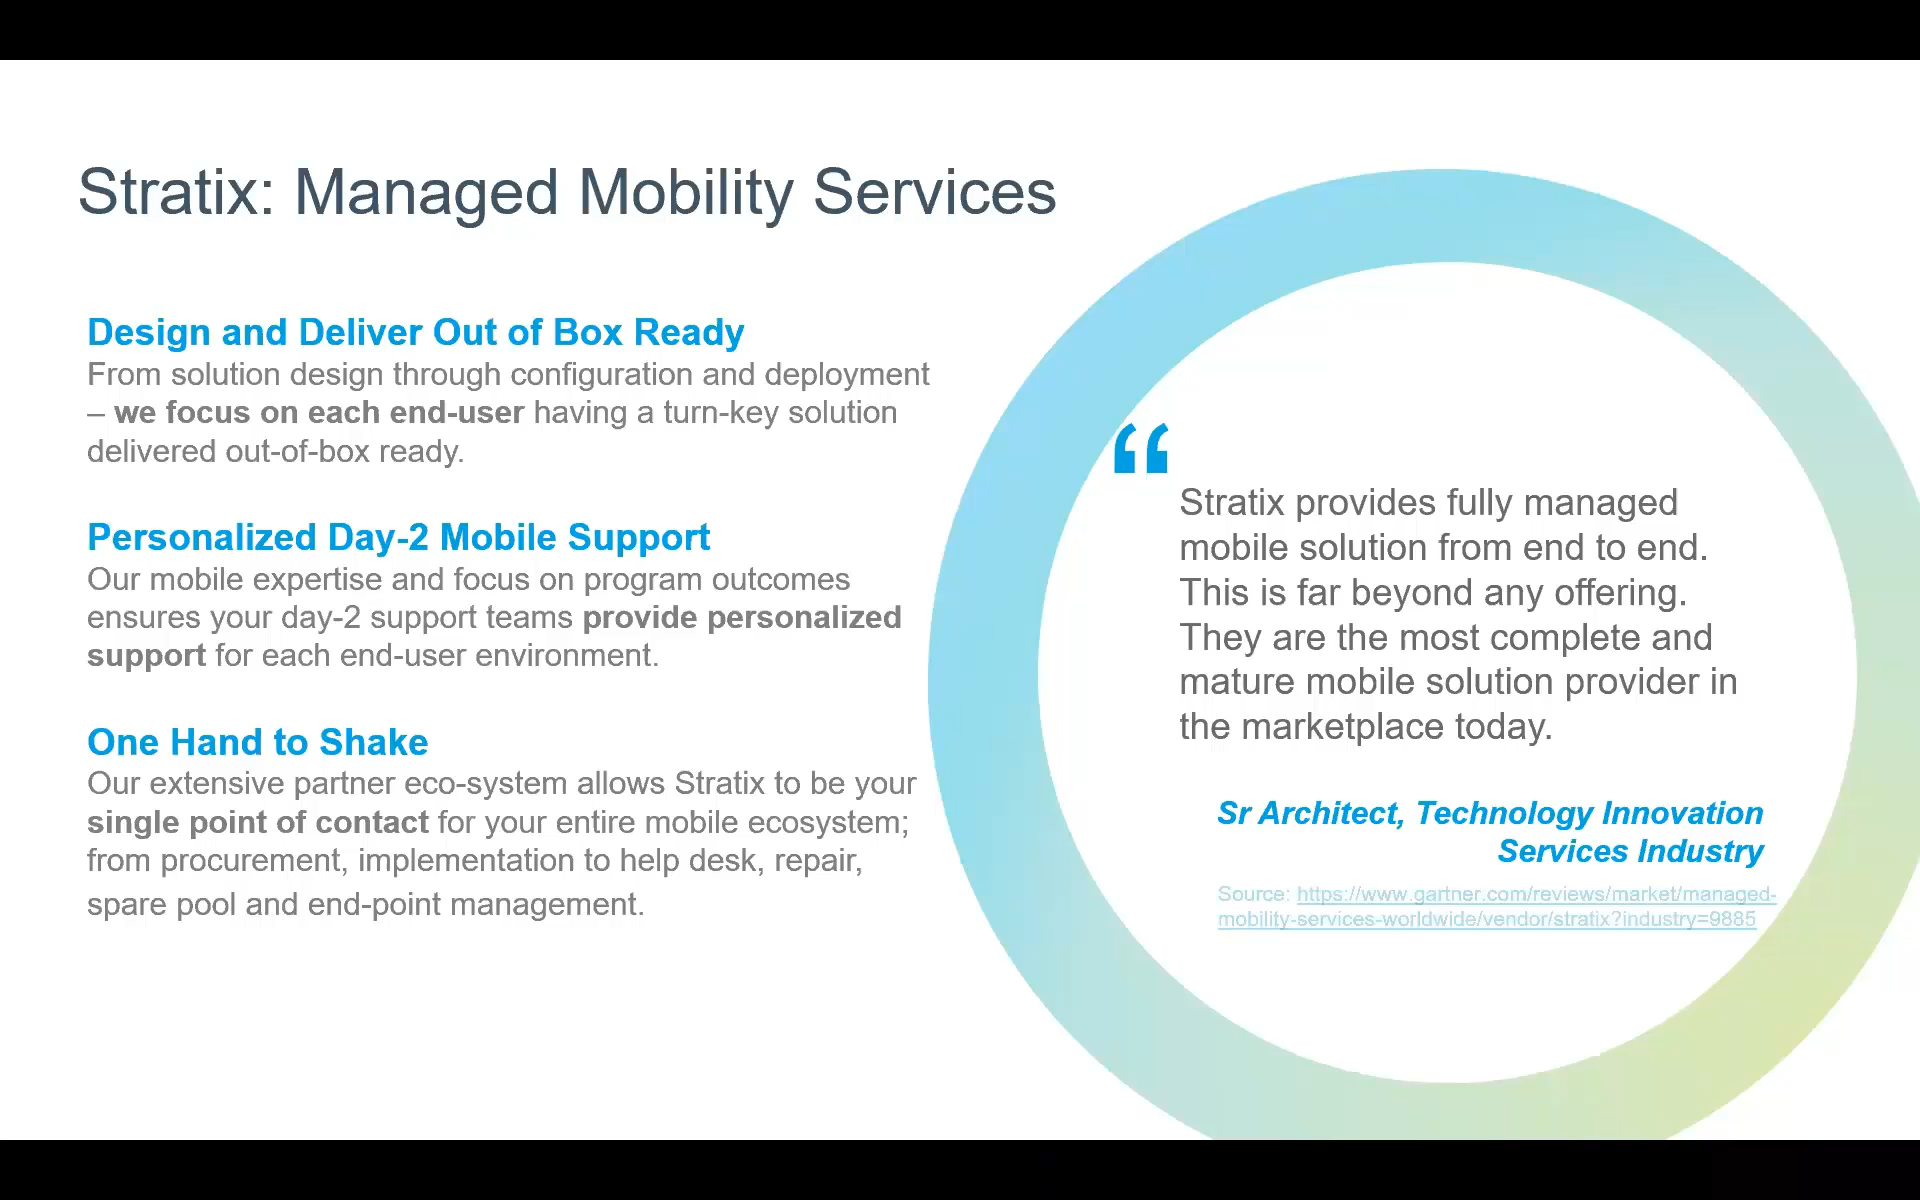 Stratix: Managed Mobility Services
Design and Deliver Out of Box Ready
From solution design through configuration and deployment
– we focus on each end-user having a turn-key solution
delivered out-of-box ready.
Personalized Day-2 Mobile Support
Our mobile expertise and focus on program outcomes
ensures your day-2 support teams provide personalized
support for each end-user environment.
One Hand to Shake
Our extensive partner eco-system allows Stratix to be your
single point of contact for your entire mobile ecosystem;
from procurement, implementation to help desk, repair,
spare pool and end-point management.
“
Stratix provides fully managed
mobile solution from end to end.
This is far beyond any offering.
They are the most complete and
mature mobile solution provider in
the marketplace today.
Sr Architect, Technology Innovation
Services Industry
Source: https://www.gartner.com/reviews/market/managed-
mobility-services-worldwide/vendor/stratix?industry=9885